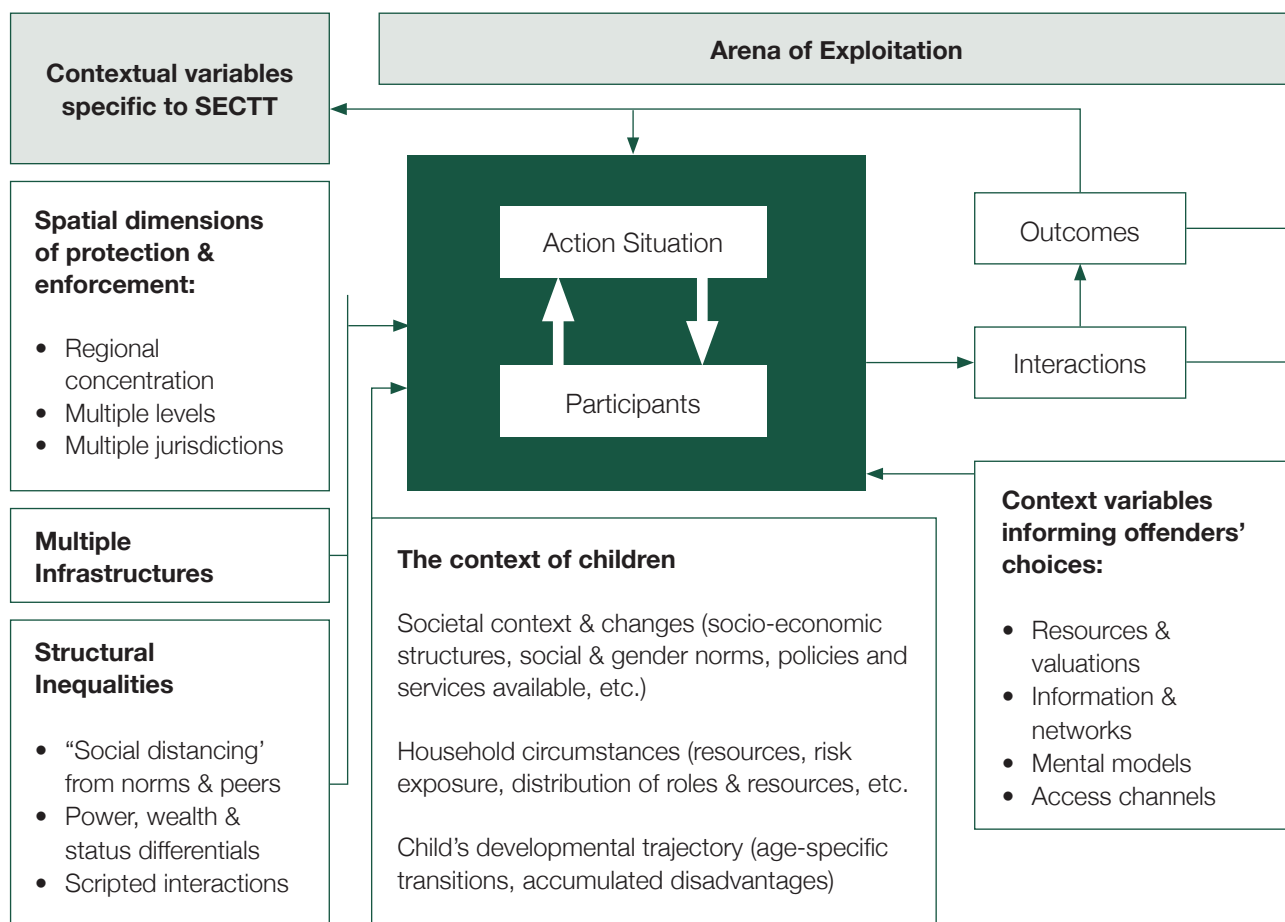 Contextual variables
specific to SECTT
Arena of Exploitation
Spatial dimensions
of protection &
enforcement:
• Regional
concentration
• Multiple levels
• Multiple jurisdictions
Multiple
Infrastructures
Structural
Inequalities
• “Social distancing’
from norms & peers
• Power, wealth &
status differentials
• Scripted interactions
Action Situation
Participants
Outcomes
Interactions
The context of children
Societal context & changes (socio-economic
structures, social & gender norms, policies and
services available, etc.)
Household circumstances (resources, risk
exposure, distribution of roles & resources, etc.
Child’s developmental trajectory (age-specific
transitions, accumulated disadvantages)
Context variables
informing offenders’
choices:
• Resources &
valuations
• Information &
networks
• Mental models
• Access channels